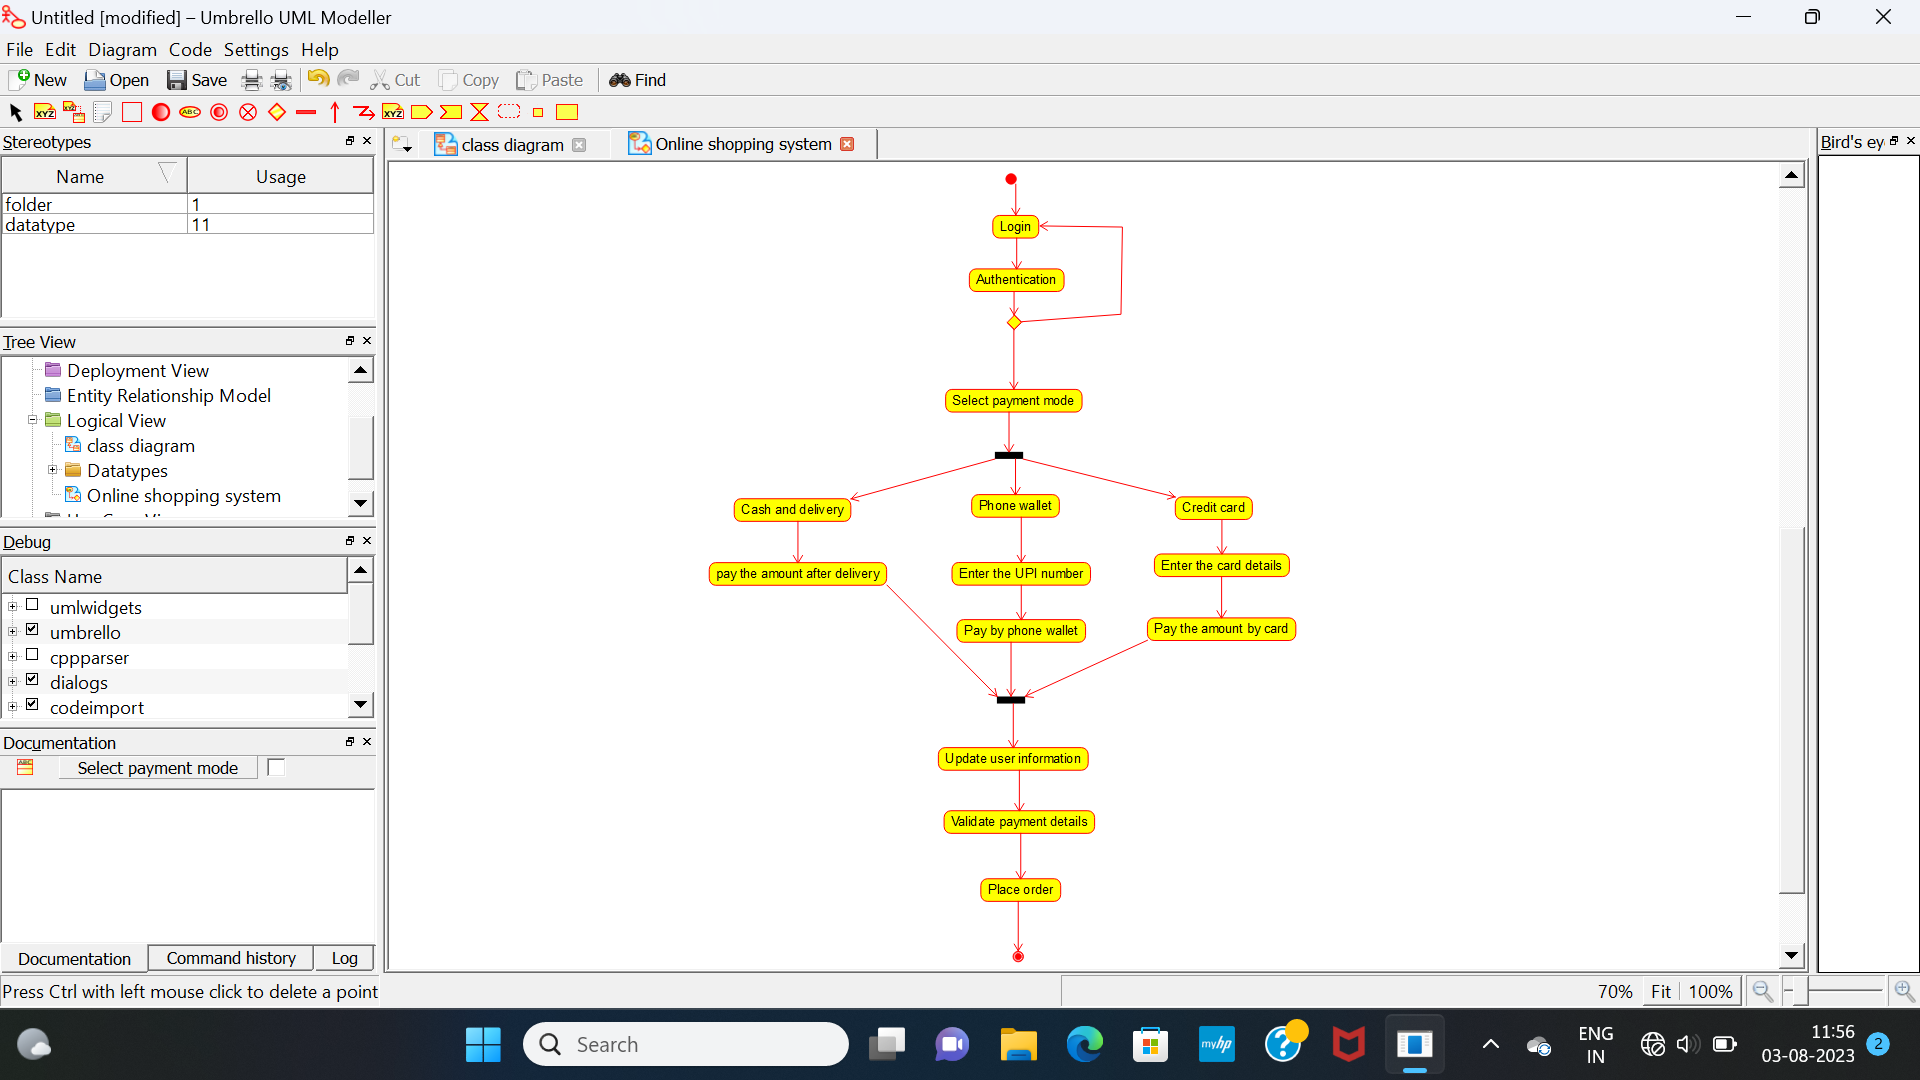 Untitled [modified] – Umbrello UML Modeller
File Edit Diagram Code Settings Help
New Open Save Cut Copy Paste Find
XYZ XYZ ABC XYZ
Stereotypes
Name Usage
folder 1
datatype 11
Tree View
Deployment View
Entity Relationship Model
Logical View
class diagram
Datatypes
Online shopping system
Debug
Class Name
umlwidgets
umbrello
cppparser
dialogs
codeimport
Documentation
ABC Select payment mode
Documentation Command history Log
Press Ctrl with left mouse click to delete a point
class diagram Online shopping system
Login
Authentication
Select payment mode
Cash and delivery Phone wallet Credit card
pay the amount after delivery Enter the UPI number Enter the card details
Pay by phone wallet Pay the amount by card
Update user information
Validate payment details
Place order
Bird's ey
70% Fit 100%
Search
myhp
ENG
IN
11:56
03-08-2023
2